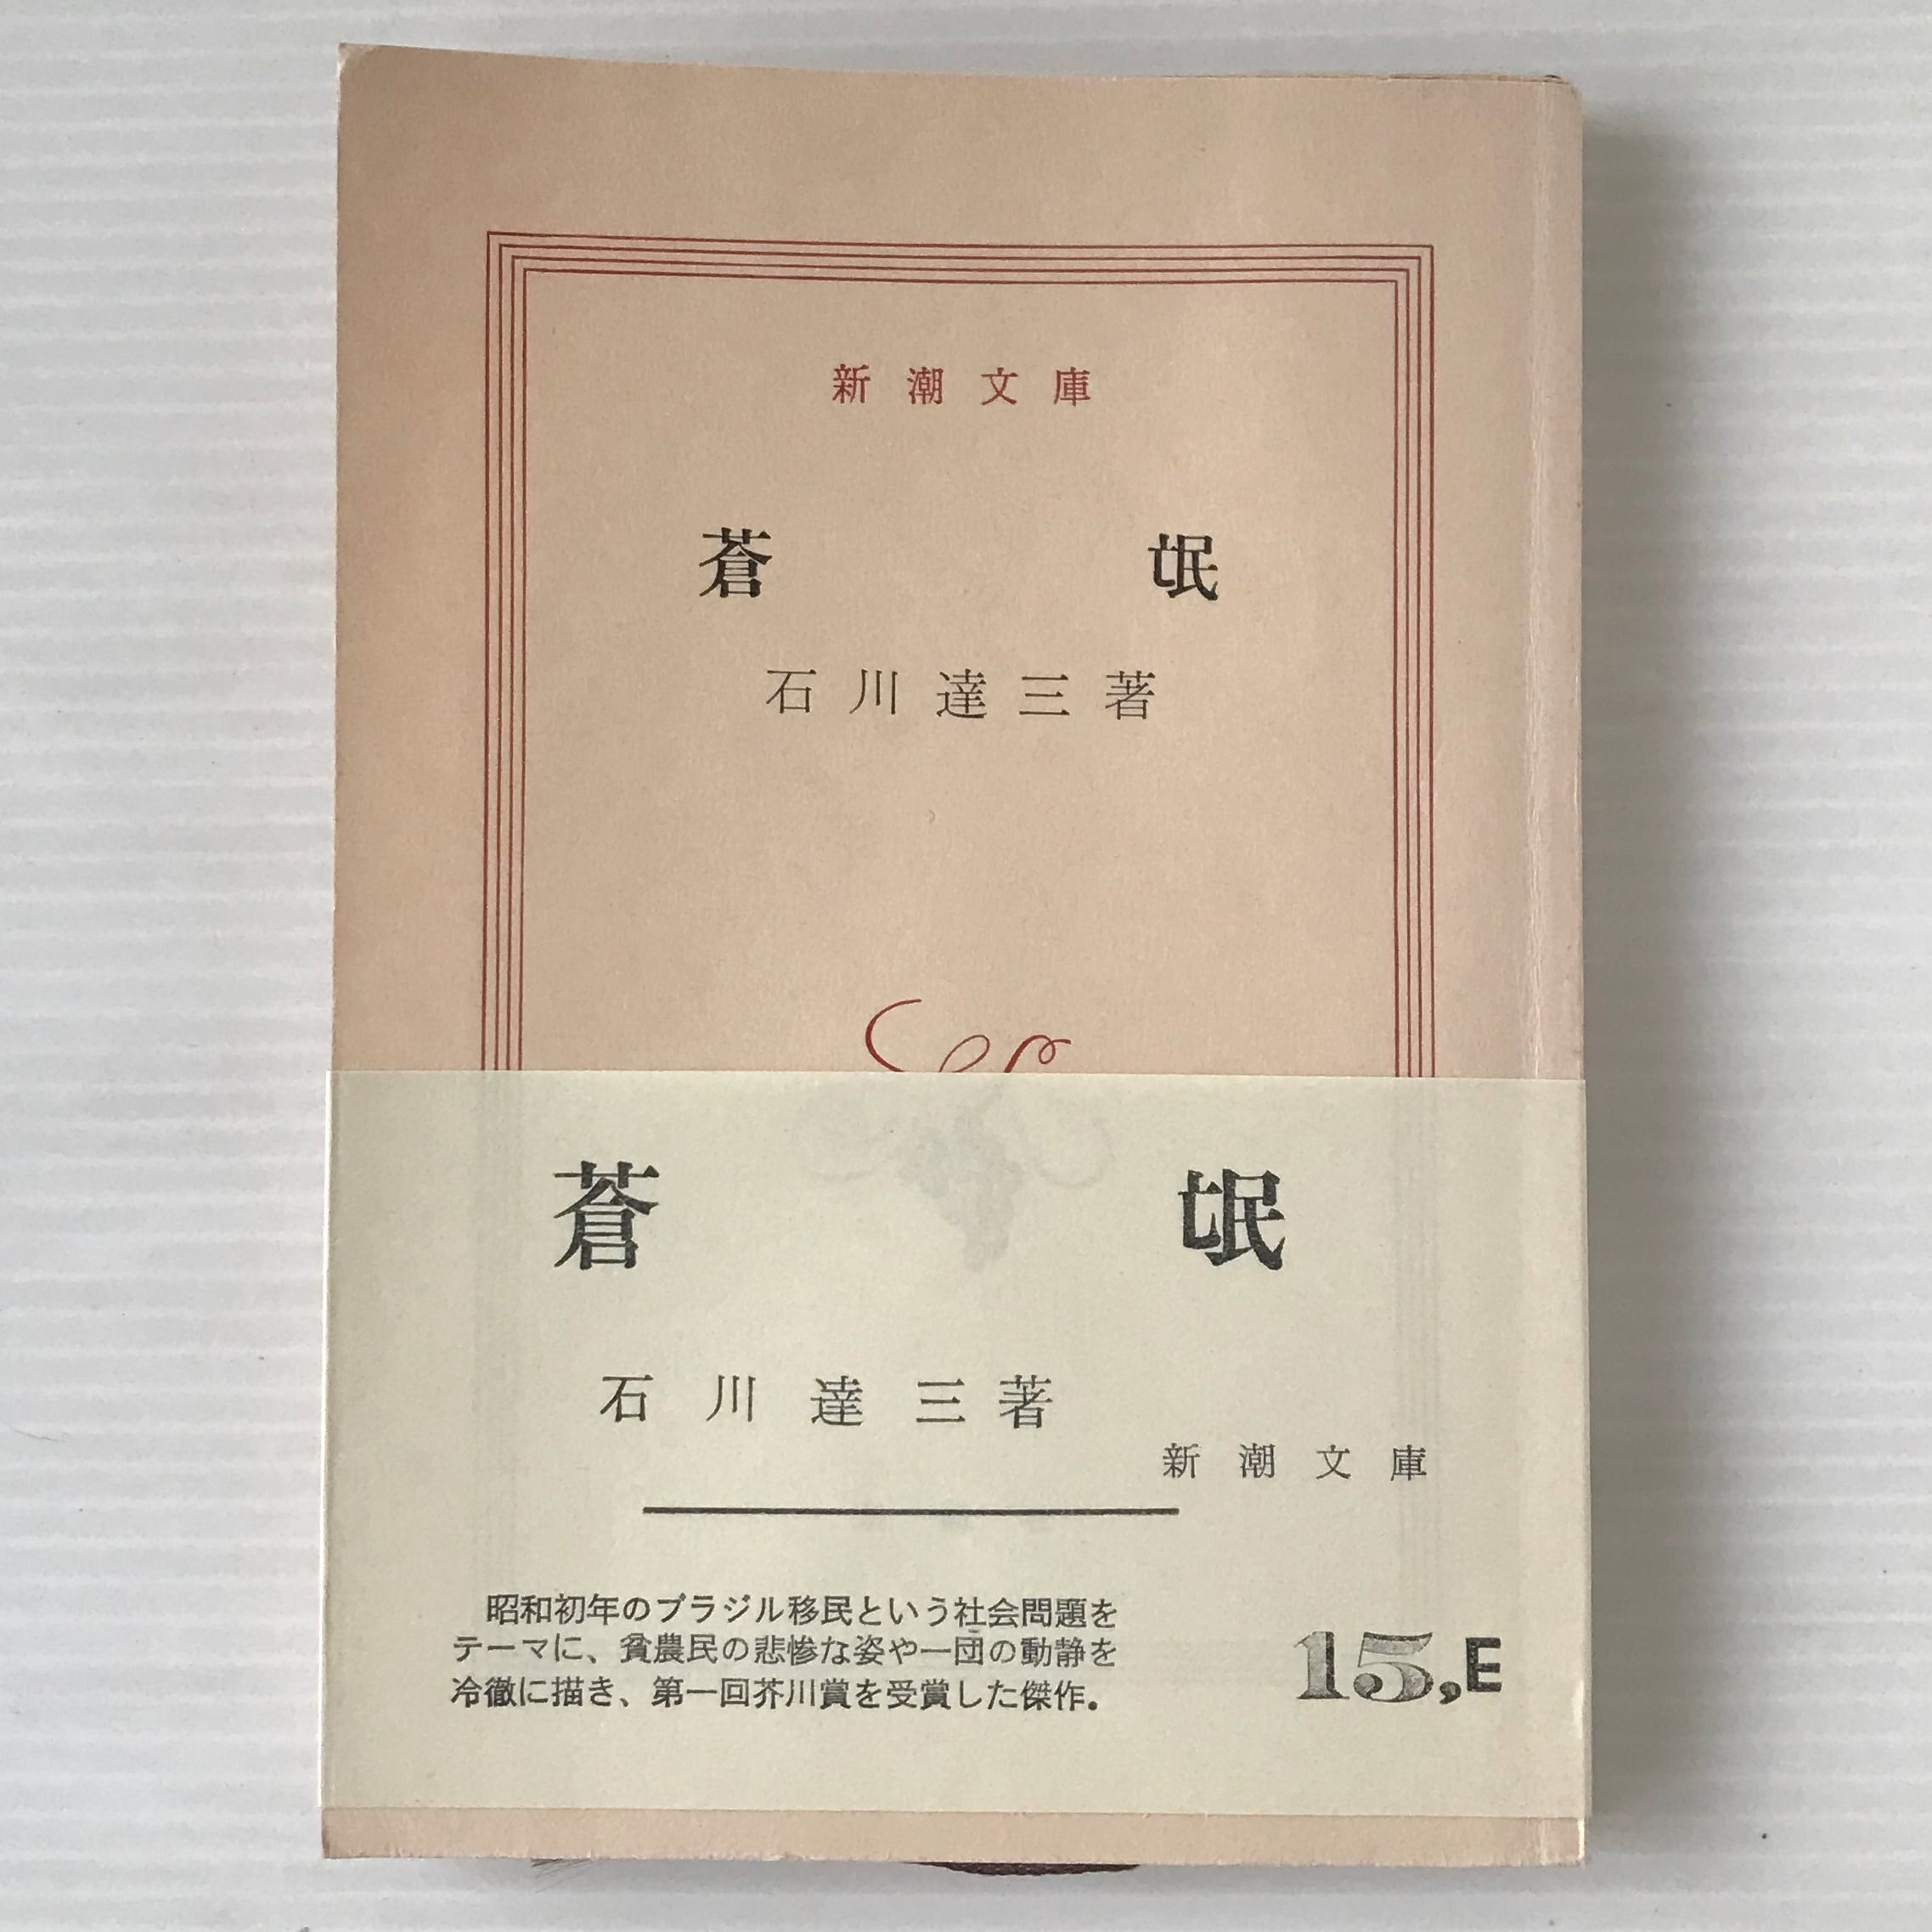 新潮文庫
蒼 氓
石川達三著
蒼 氓
石川達三著
新潮文庫
昭和初年のブラジル移民という社会問題を
テーマに、貧農民の悲惨な姿や一団の動静を
冷徹に描き、第一回芥川賞を受賞した傑作。
15,E